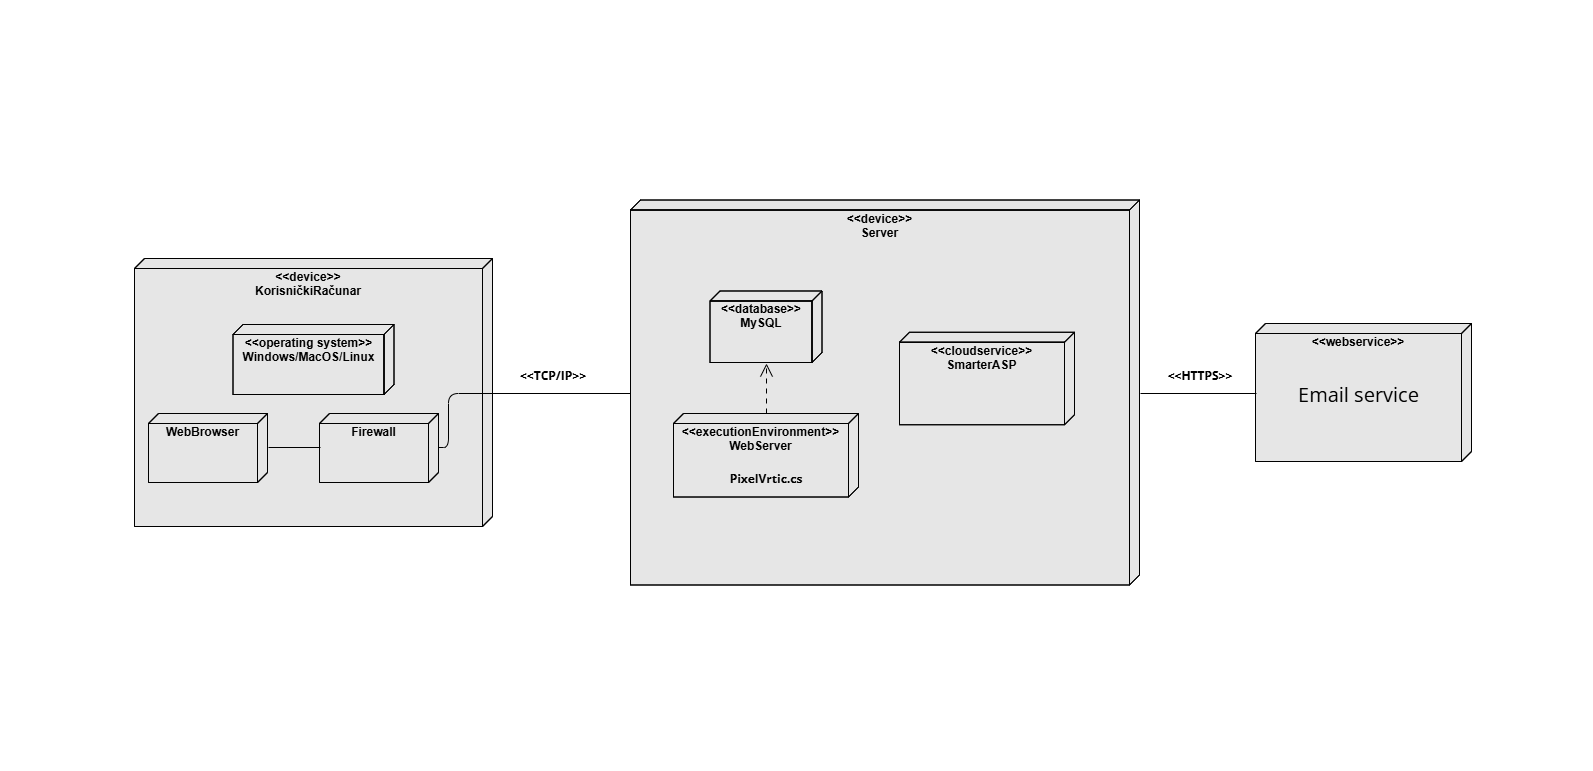 <<device>>
KorisničkiRačunar
<<operating system>>
Windows/MacOS/Linux
WebBrowser
Firewall
<<TCP/IP>>
<<device>>
Server
<<database>>
MySQL
<<executionEnvironment>>
WebServer
PixelVrtic.cs
<<cloudservice>>
SmarterASP
<<HTTPS>>
<<webservice>>
Email service